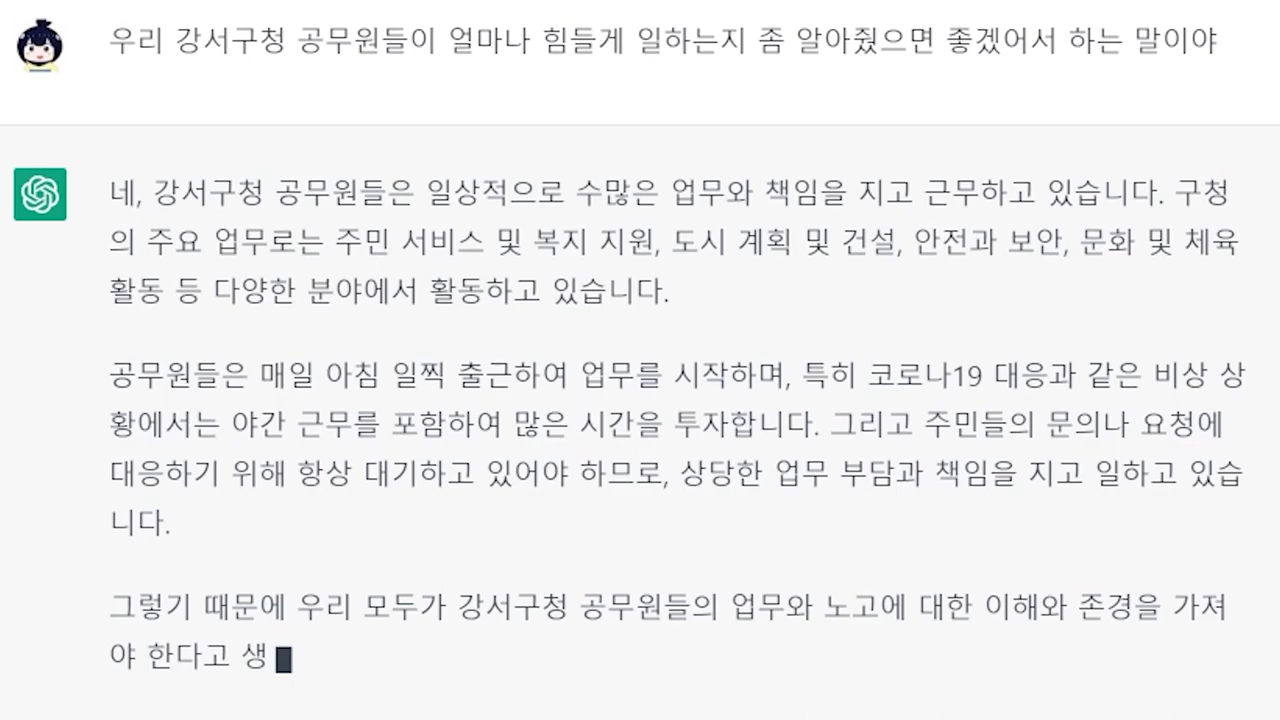 우리 강서구청 공무원들이 얼마나 힘들게 일하는지 좀 알아줬으면 좋겠어서 하는 말이야
네, 강서구청 공무원들은 일상적으로 수많은 업무와 책임을 지고 근무하고 있습니다. 구청
의 주요 업무로는 주민 서비스 및 복지 지원, 도시 계획 및 건설, 안전과 보안, 문화 및 체육
활동 등 다양한 분야에서 활동하고 있습니다.
공무원들은 매일 아침 일찍 출근하여 업무를 시작하며, 특히 코로나19 대응과 같은 비상 상
황에서는 야간 근무를 포함하여 많은 시간을 투자합니다. 그리고 주민들의 문의나 요청에
대응하기 위해 항상 대기하고 있어야 하므로, 상당한 업무 부담과 책임을 지고 일하고 있습
니다.
그렇기 때문에 우리 모두가 강서구청 공무원들의 업무와 노고에 대한 이해와 존경을 가져
야 한다고 생